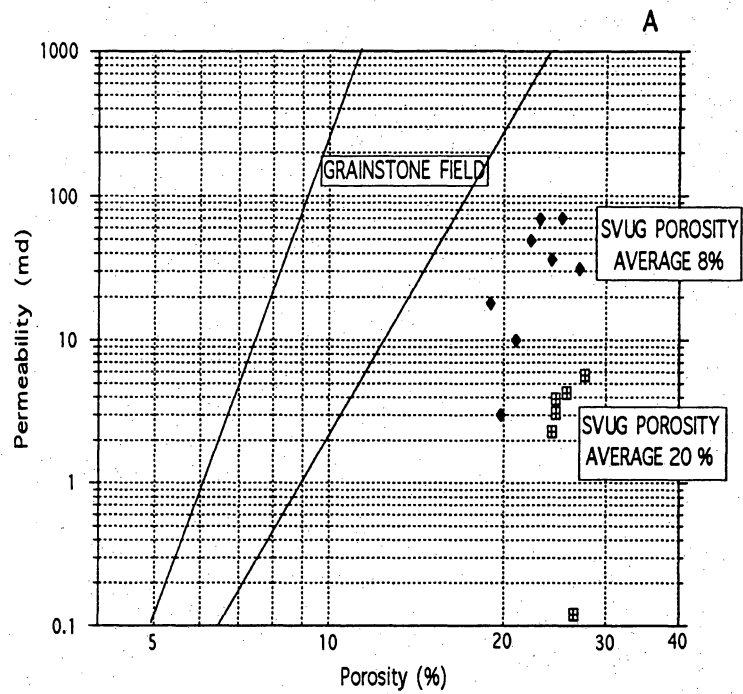 A
1000
GRAINSTONE FIELD
100
SVUG POROSITY
AVERAGE 8%
10
SVUG POROSITY
AVERAGE 20 %
1
0.1
5
10
20
30
40
Permeability (md)
Porosity (%)